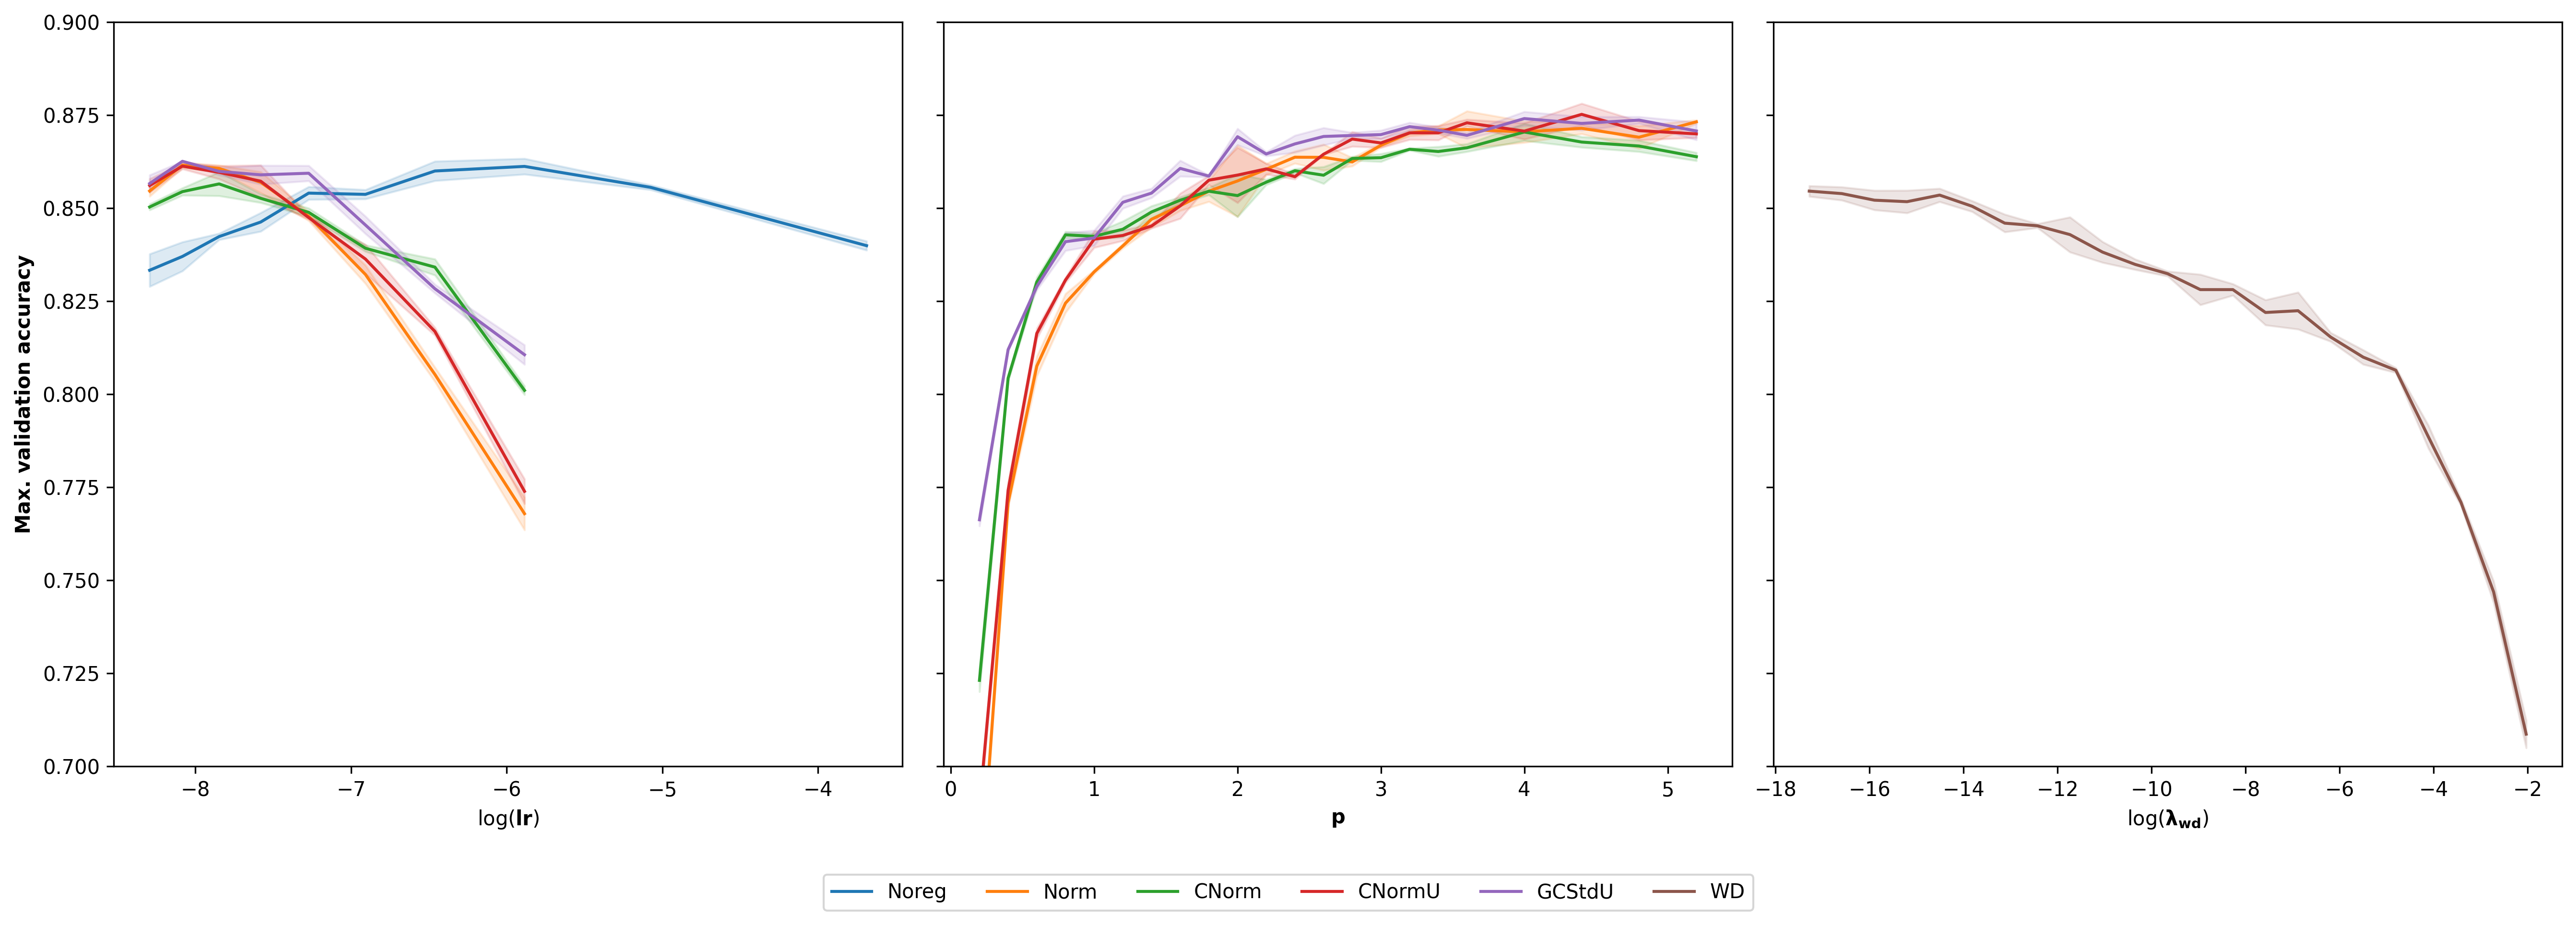 Max. validation accuracy
0.900
0.875
0.850
0.825
0.800
0.775
0.750
0.725
0.700
−8 −7 −6 −5 −4
log(lr)
0 1 2 3 4 5
p
−18 −16 −14 −12 −10 −8 −6 −4 −2
log(λwd)
Noreg Norm CNorm CNormU GCStdU WD